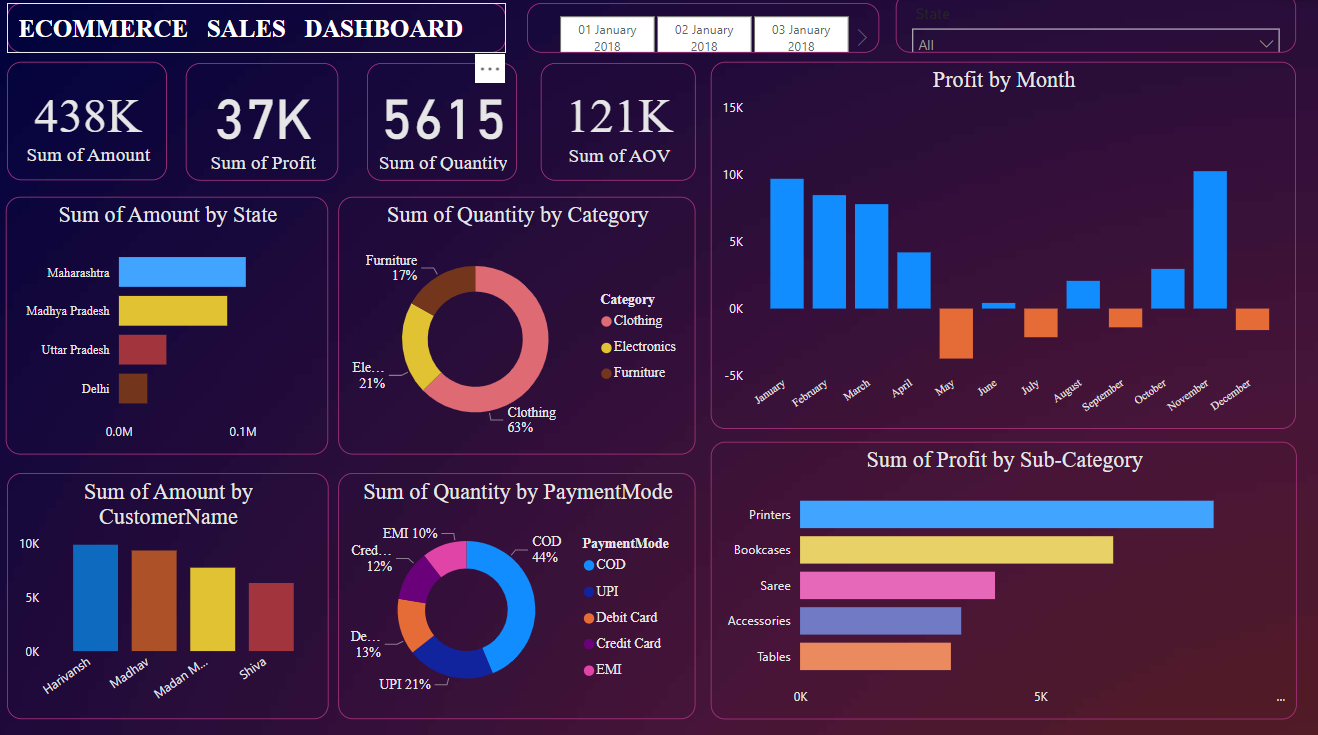 ECOMMERCE SALES DASHBOARD
01 January
2018
02 January
2018
03 January
2018
State
All
438K
Sum of Amount
37K
Sum of Profit
5615
Sum of Quantity
121K
Sum of AOV
Profit by Month
15K
10K
5K
0K
-5K
January
February
March
April
May
June
July
August
September
October
November
December
Sum of Amount by State
Maharashtra
Madhya Pradesh
Uttar Pradesh
Delhi
0.0M
0.1M
Sum of Quantity by Category
Furniture
17%
Ele...
21%
Clothing
63%
Category
Clothing
Electronics
Furniture
Sum of Amount by
CustomerName
10K
5K
0K
Harivansh
Madhav
Madan M...
Shiva
Sum of Quantity by PaymentMode
EMI 10%
Cred...
12%
De...
13%
UPI 21%
COD
44%
PaymentMode
COD
UPI
Debit Card
Credit Card
EMI
Sum of Profit by Sub-Category
Printers
Bookcases
Saree
Accessories
Tables
0K
5K
...